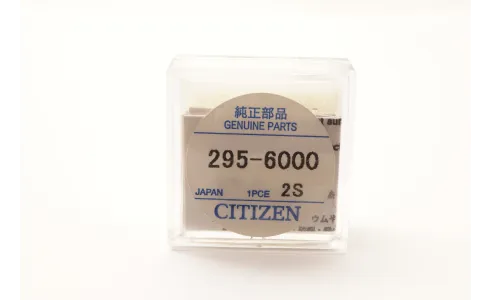 純正部品
GENUINE PARTS
295-6000
JAPAN 1PCE 2S
CITIZEN